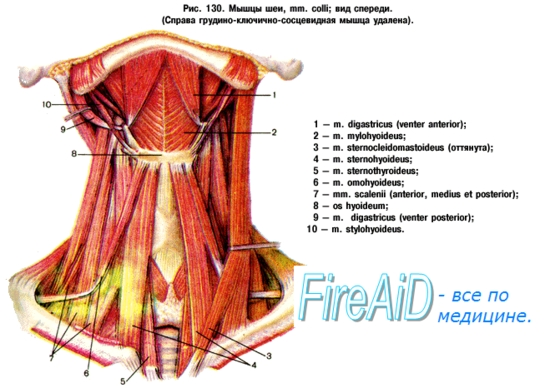 Рис. 130. Мышцы шеи, mm. colli; вид спереди.
(Справа грудино-ключично-сосцевидная мышца удалена).
1
10
9
2
8
1 — m. digastricus (venter anterior);
2 — m. mylohyoideus;
3 — m. sternocleidomastoideus (оттянута);
4 — m. sternohyoideus;
5 — m. sternothyroideus;
6 — m. omohyoideus;
7 — mm. scalenii (anterior, medius et posterior);
8 — os hyoideum;
9 — m. digastricus (venter posterior);
10 — m. stylohyoideus.
FireAiD - все по
медицине.
7
6
5
4
3